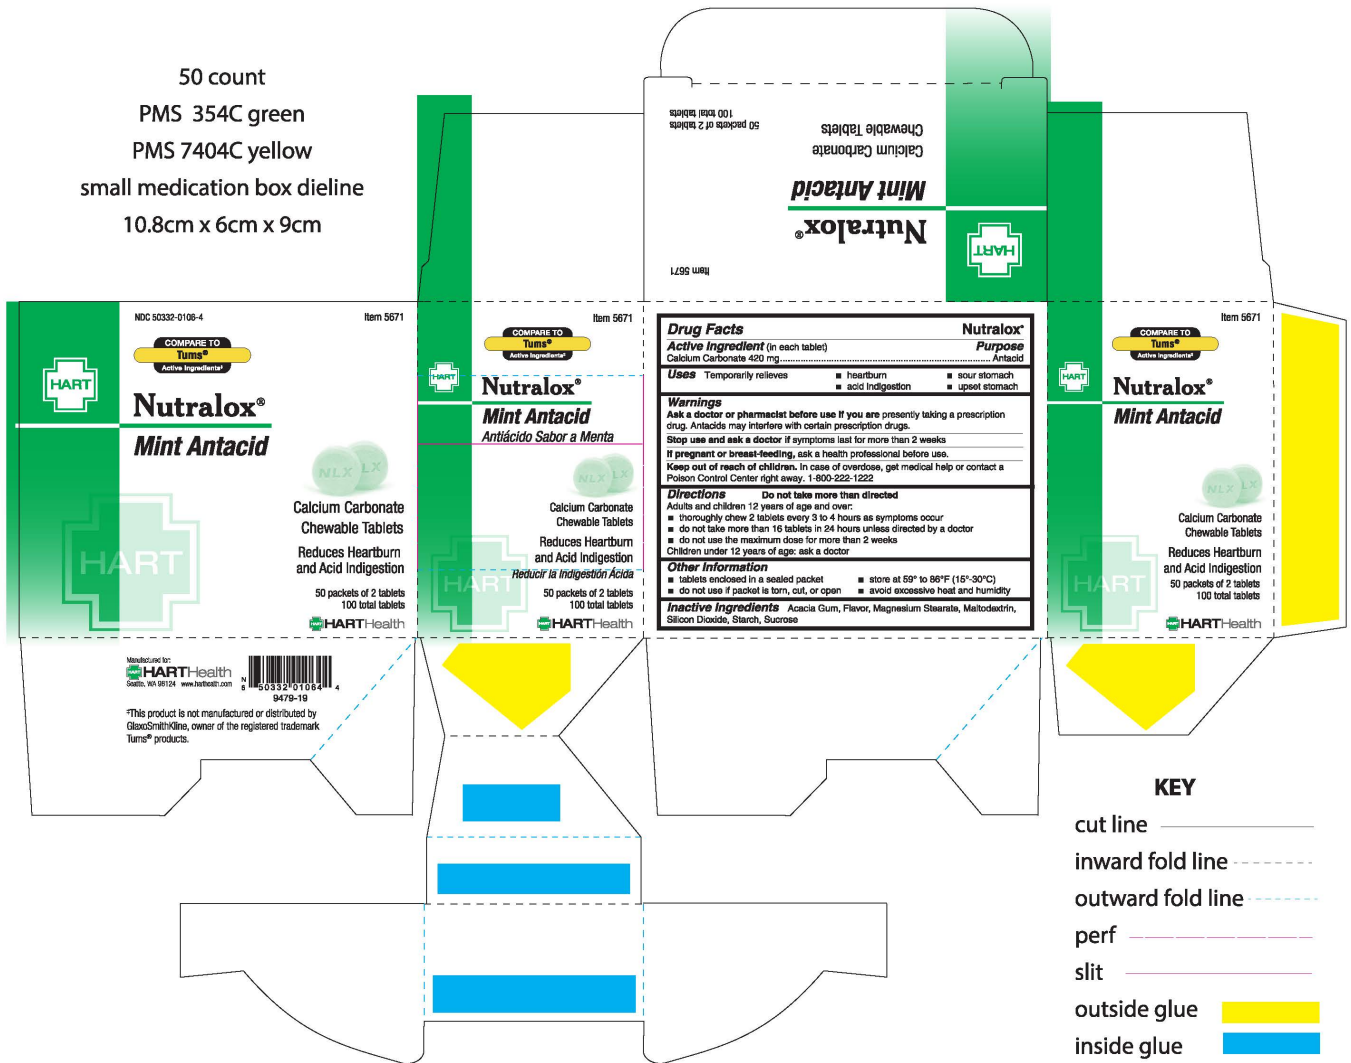 50 count
PMS 354C green
PMS 7404C yellow
small medication box dieline
10.8cm x 6cm x 9cm
Item 5671
Nutralox®
Mint Antacid
Calcium Carbonate
Chewable Tablets
50 packets of 2 tablets
100 total tablets
HART
NDC 50332-0106-4
Item 5671
COMPARE TO
Tums®
Active Ingredients‡
HART
Nutralox®
Mint Antacid
NLX
NLX
Calcium Carbonate
Chewable Tablets
Reduces Heartburn
and Acid Indigestion
50 packets of 2 tablets
100 total tablets
HART
HARTHealth
Item 5671
COMPARE TO
Tums®
Active Ingredients‡
HART
Nutralox®
Mint Antacid
Antiácido Sabor a Menta
NLX
NLX
Calcium Carbonate
Chewable Tablets
Reduces Heartburn
and Acid Indigestion
Reducir la Indigestión Ácida
50 packets of 2 tablets
100 total tablets
HART
HARTHealth
Drug Facts Nutralox®
Active Ingredient (in each tablet) Purpose
Calcium Carbonate 420 mg.......................................................... Antacid
Uses Temporarily relieves ■ heartburn ■ sour stomach
■ acid indigestion ■ upset stomach
Warnings
Ask a doctor or pharmacist before use if you are presently taking a prescription
drug. Antacids may interfere with certain prescription drugs.
Stop use and ask a doctor if symptoms last for more than 2 weeks
If pregnant or breast-feeding, ask a health professional before use.
Keep out of reach of children. In case of overdose, get medical help or contact a
Poison Control Center right away. 1-800-222-1222
Directions Do not take more than directed
Adults and children 12 years of age and over:
■ thoroughly chew 2 tablets every 3 to 4 hours as symptoms occur
■ do not take more than 16 tablets in 24 hours unless directed by a doctor
■ do not use the maximum dose for more than 2 weeks
Children under 12 years of age: ask a doctor
Other Information
■ tablets enclosed in a sealed packet ■ store at 59° to 86°F (15°-30°C)
■ do not use if packet is torn, cut, or open ■ avoid excessive heat and humidity
Inactive Ingredients Acacia Gum, Flavor, Magnesium Stearate, Maltodextrin,
Silicon Dioxide, Starch, Sucrose
Item 5671
COMPARE TO
Tums®
Active Ingredients‡
HART
Nutralox®
Mint Antacid
NLX
NLX
Calcium Carbonate
Chewable Tablets
Reduces Heartburn
and Acid Indigestion
50 packets of 2 tablets
100 total tablets
HARTHealth
Manufactured for:
HARTHealth
Seattle, WA 98124 www.harthealth.com
N
6 50332 01064 4
9479-19
‡This product is not manufactured or distributed by
GlaxoSmithKline, owner of the registered trademark
Tums® products.
KEY
cut line
inward fold line
outward fold line
perf
slit
outside glue
inside glue